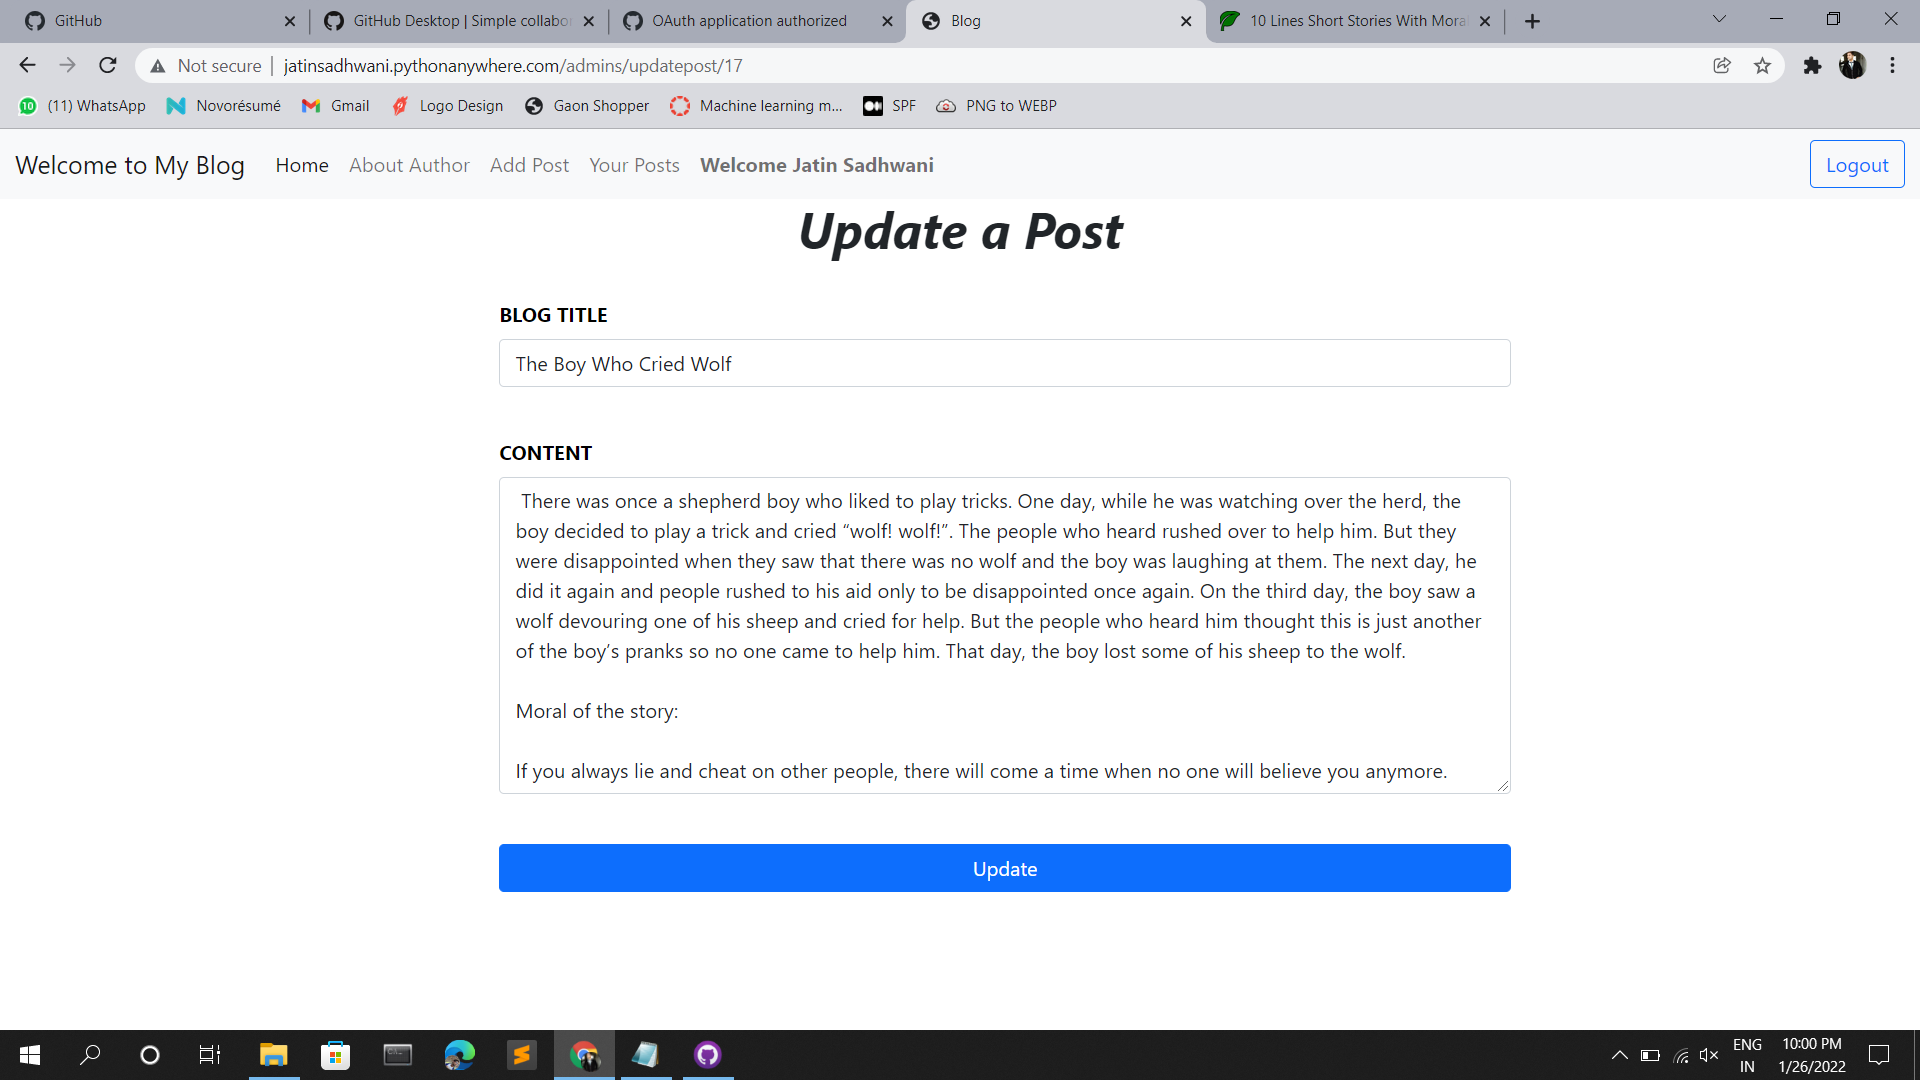 GitHub
GitHub Desktop | Simple collabo
OAuth application authorized
Blog
10 Lines Short Stories With Mora
Not secure
jatinsadhwani.pythonanywhere.com/admins/updatepost/17
10 (11) WhatsApp
Novorésumé
Gmail
Logo Design
Gaon Shopper
Machine learning m...
SPF
PNG to WEBP
Welcome to My Blog
Home
About Author
Add Post
Your Posts
Welcome Jatin Sadhwani
Logout
Update a Post
BLOG TITLE
The Boy Who Cried Wolf
CONTENT
There was once a shepherd boy who liked to play tricks. One day, while he was watching over the herd, the
boy decided to play a trick and cried “wolf! wolf!”. The people who heard rushed over to help him. But they
were disappointed when they saw that there was no wolf and the boy was laughing at them. The next day, he
did it again and people rushed to his aid only to be disappointed once again. On the third day, the boy saw a
wolf devouring one of his sheep and cried for help. But the people who heard him thought this is just another
of the boy’s pranks so no one came to help him. That day, the boy lost some of his sheep to the wolf.
Moral of the story:
If you always lie and cheat on other people, there will come a time when no one will believe you anymore.
Update
ENG
IN
10:00 PM
1/26/2022